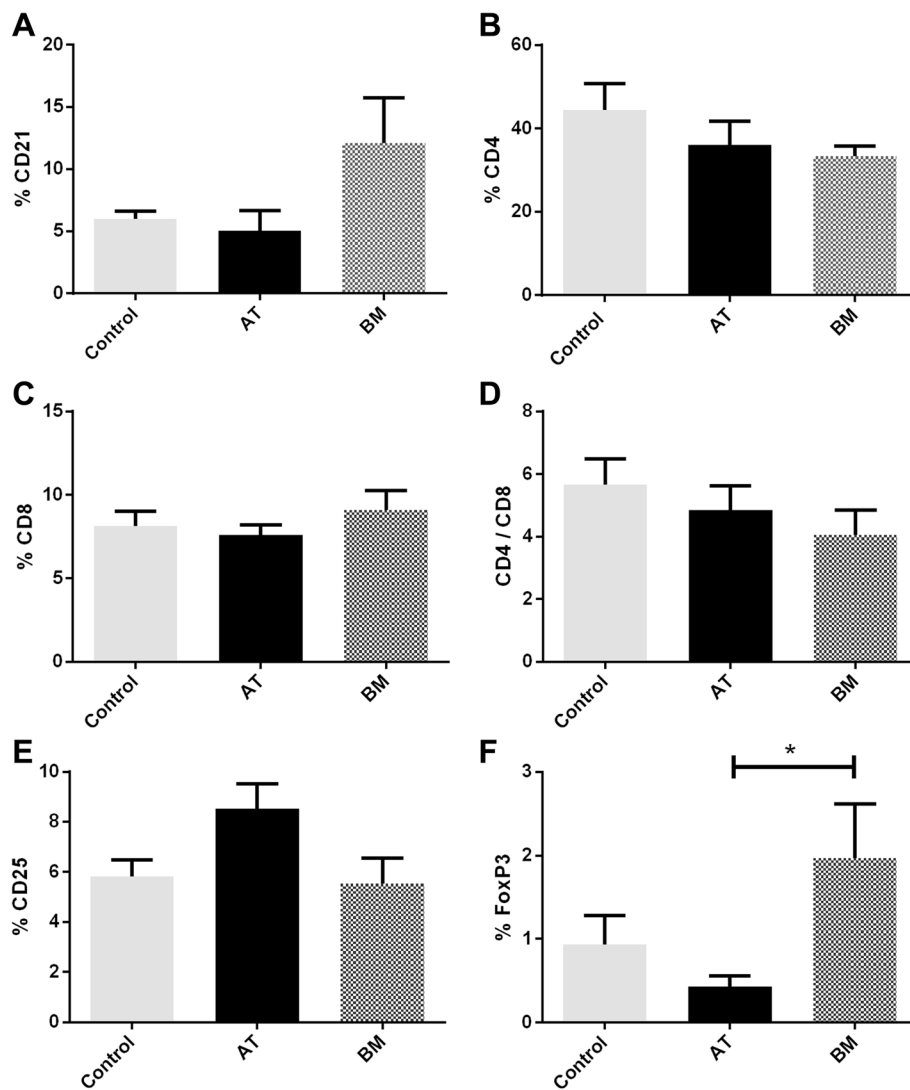 A
% CD21
20
15
10
5
0
Control
AT
BM
B
% CD4
60
40
20
0
Control
AT
BM
C
% CD8
15
10
5
0
Control
AT
BM
D
CD4 / CD8
8
6
4
2
0
Control
AT
BM
E
% CD25
10
8
6
4
2
0
Control
AT
BM
F
% FoxP3
3
2
1
0
*
Control
AT
BM